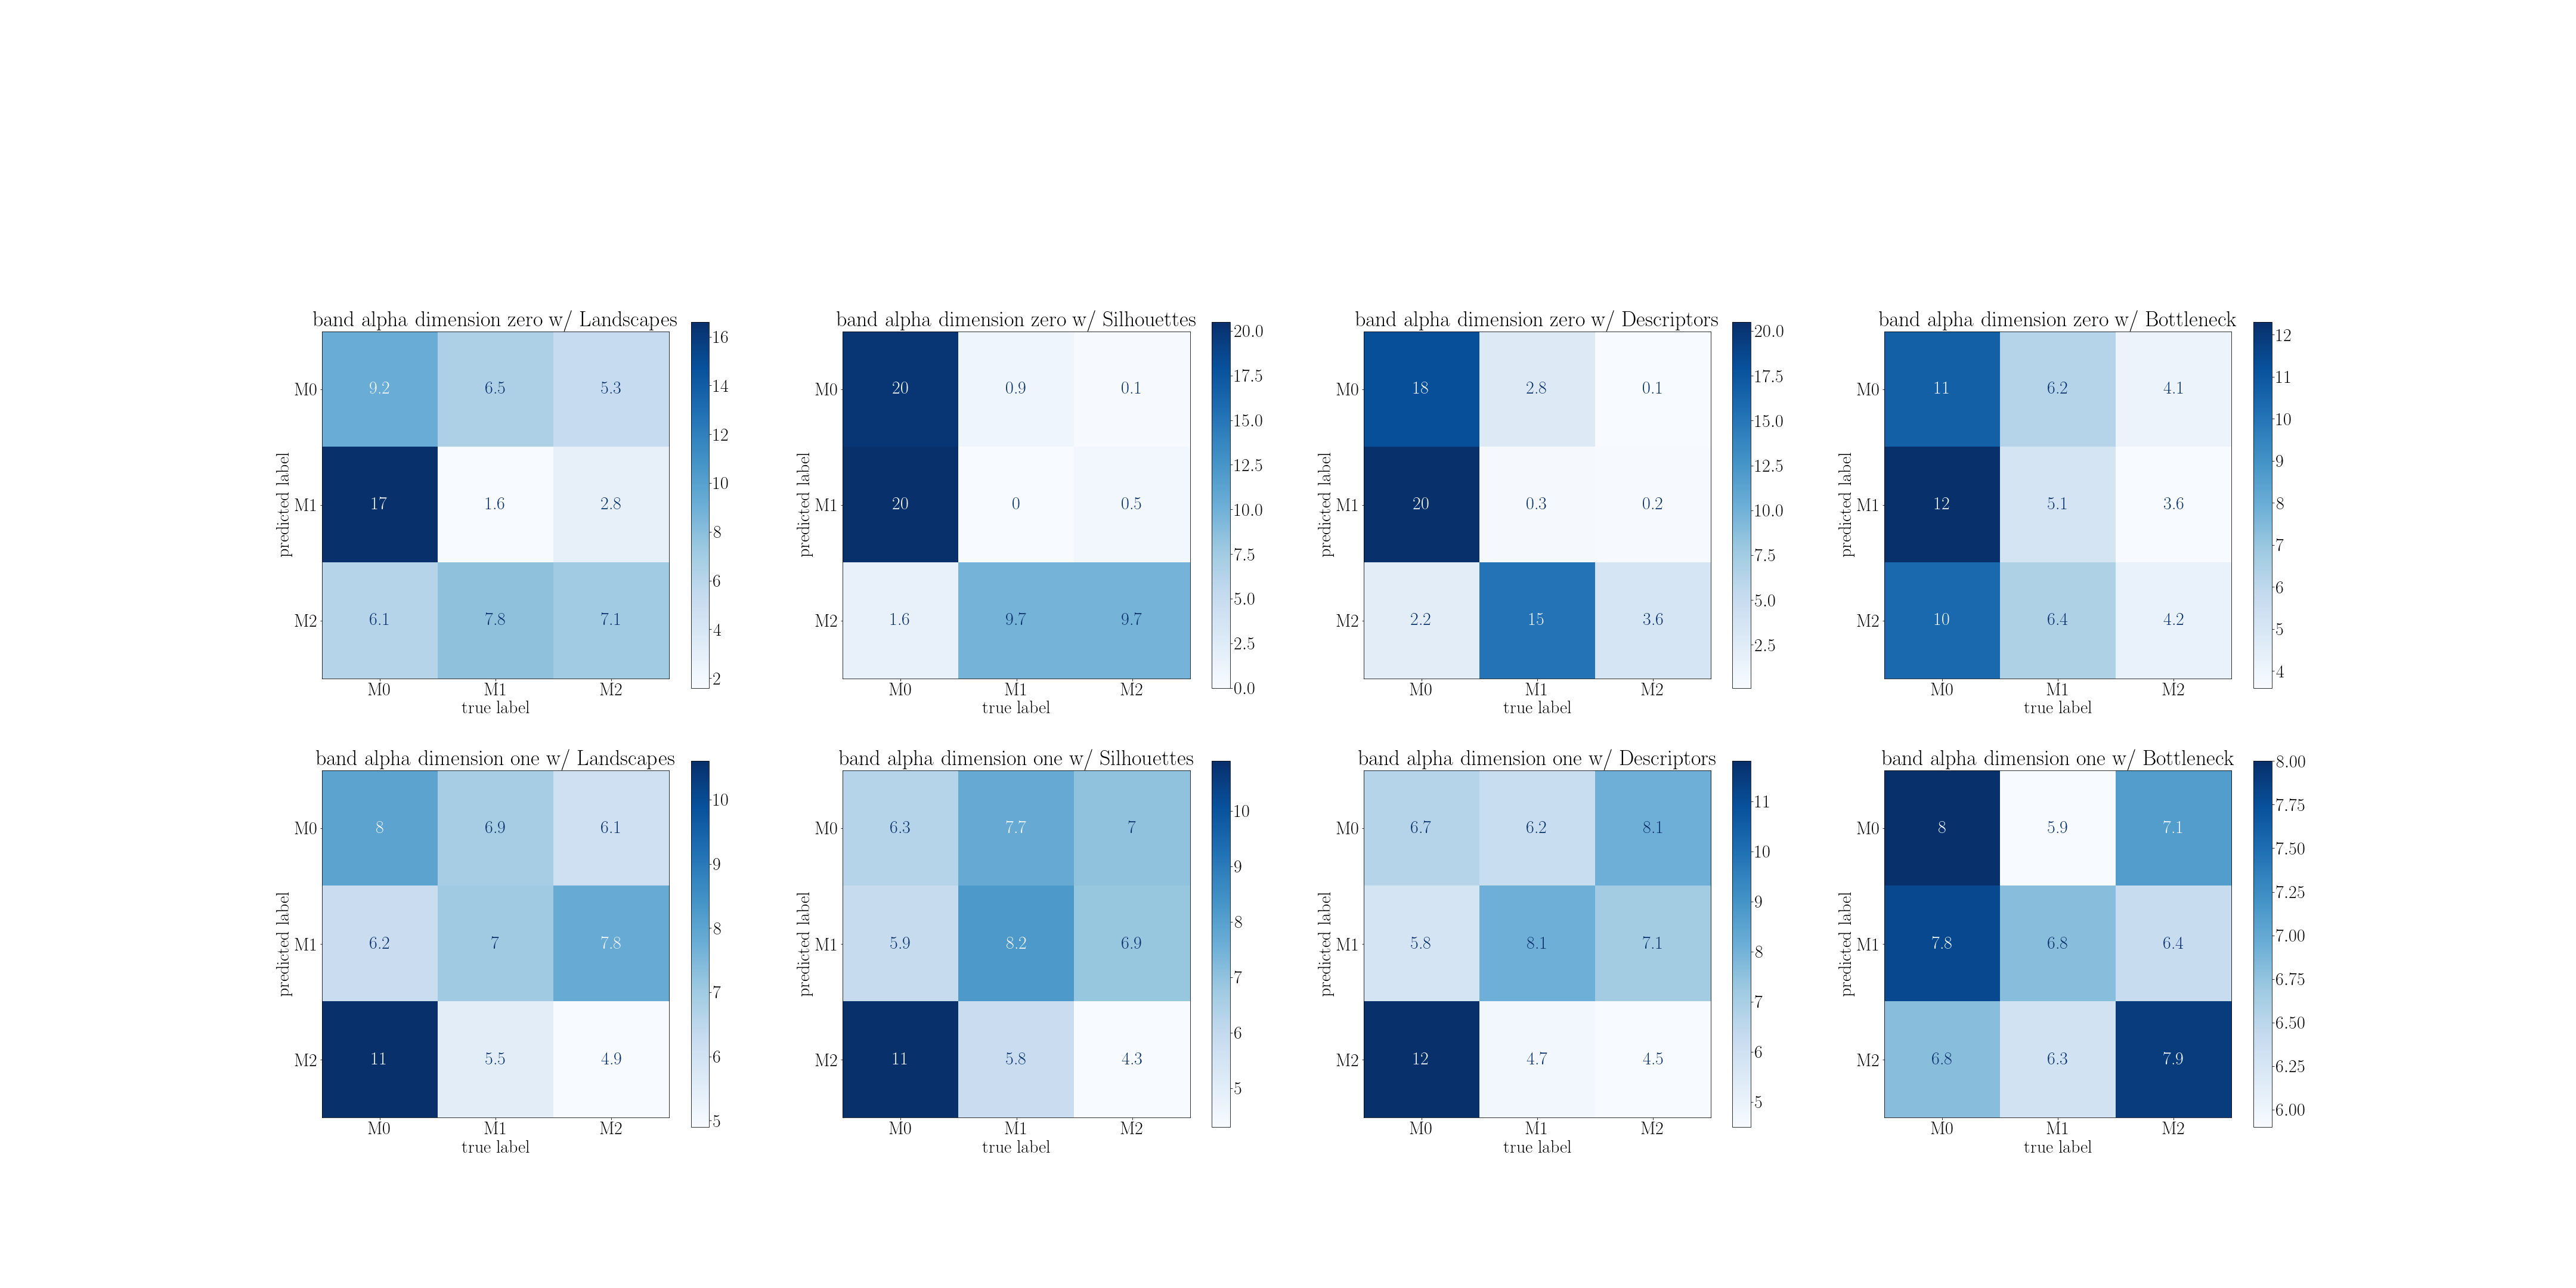 band alpha dimension zero w/ Landscapes
predicted label
M0 9.2 6.5 5.3
M1 17 1.6 2.8
M2 6.1 7.8 7.1
M0 M1 M2
true label
16
14
12
10
8
6
4
2
band alpha dimension zero w/ Silhouettes
predicted label
M0 20 0.9 0.1
M1 20 0 0.5
M2 1.6 9.7 9.7
M0 M1 M2
true label
20.0
17.5
15.0
12.5
10.0
7.5
5.0
2.5
0.0
band alpha dimension zero w/ Descriptors
predicted label
M0 18 2.8 0.1
M1 20 0.3 0.2
M2 2.2 15 3.6
M0 M1 M2
true label
20.0
17.5
15.0
12.5
10.0
7.5
5.0
2.5
band alpha dimension zero w/ Bottleneck
predicted label
M0 11 6.2 4.1
M1 12 5.1 3.6
M2 10 6.4 4.2
M0 M1 M2
true label
12
11
10
9
8
7
6
5
4
band alpha dimension one w/ Landscapes
predicted label
M0 8 6.9 6.1
M1 6.2 7 7.8
M2 11 5.5 4.9
M0 M1 M2
true label
10
9
8
7
6
5
band alpha dimension one w/ Silhouettes
predicted label
M0 6.3 7.7 7
M1 5.9 8.2 6.9
M2 11 5.8 4.3
M0 M1 M2
true label
10
9
8
7
6
5
band alpha dimension one w/ Descriptors
predicted label
M0 6.7 6.2 8.1
M1 5.8 8.1 7.1
M2 12 4.7 4.5
M0 M1 M2
true label
11
10
9
8
7
6
5
band alpha dimension one w/ Bottleneck
predicted label
M0 8 5.9 7.1
M1 7.8 6.8 6.4
M2 6.8 6.3 7.9
M0 M1 M2
true label
8.00
7.75
7.50
7.25
7.00
6.75
6.50
6.25
6.00